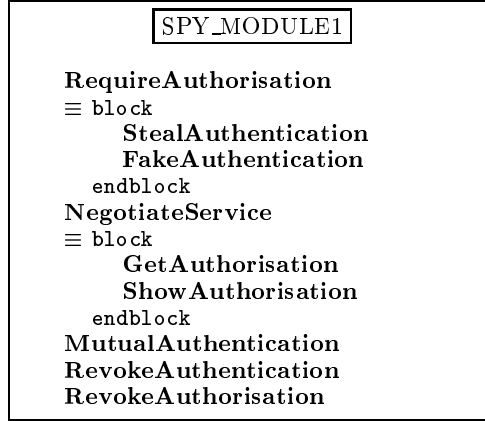 SPY_MODULE1
RequireAuthorisation
≡ block
StealAuthentication
FakeAuthentication
endblock
NegotiateService
≡ block
GetAuthorisation
ShowAuthorisation
endblock
MutualAuthentication
RevokeAuthentication
RevokeAuthorisation